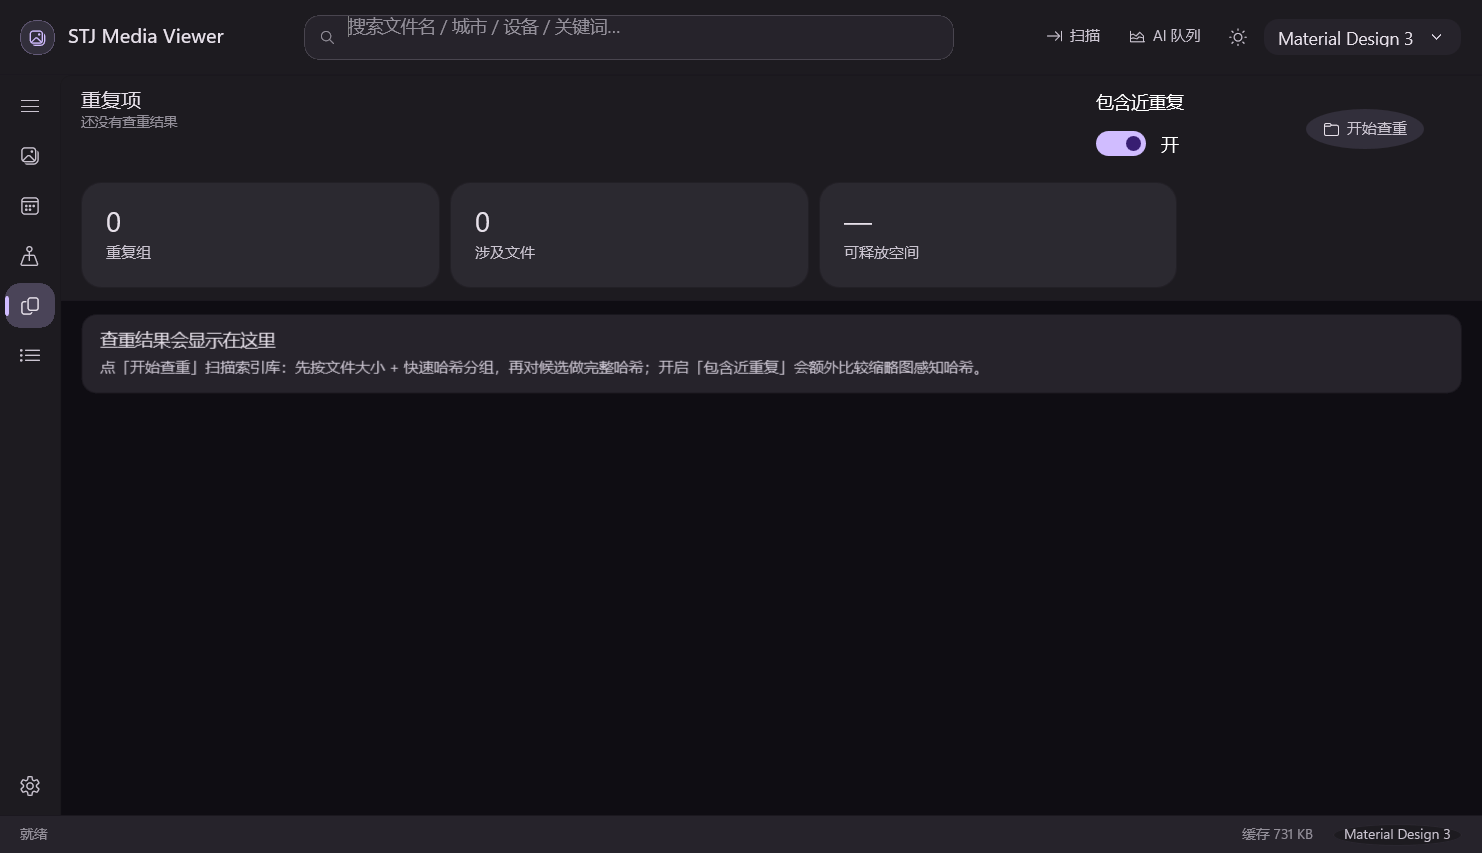 STJ Media Viewer
搜索文件名 / 城市 / 设备 / 关键词...
扫描
AI 队列
Material Design 3
重复项
还没有查重结果
包含近重复
开
开始查重
0
重复组
0
涉及文件
—
可释放空间
查重结果会显示在这里
点「开始查重」扫描索引库：先按文件大小 + 快速哈希分组，再对候选做完整哈希；开启「包含近重复」会额外比较缩略图感知哈希。
就绪
缓存 731 KB
Material Design 3